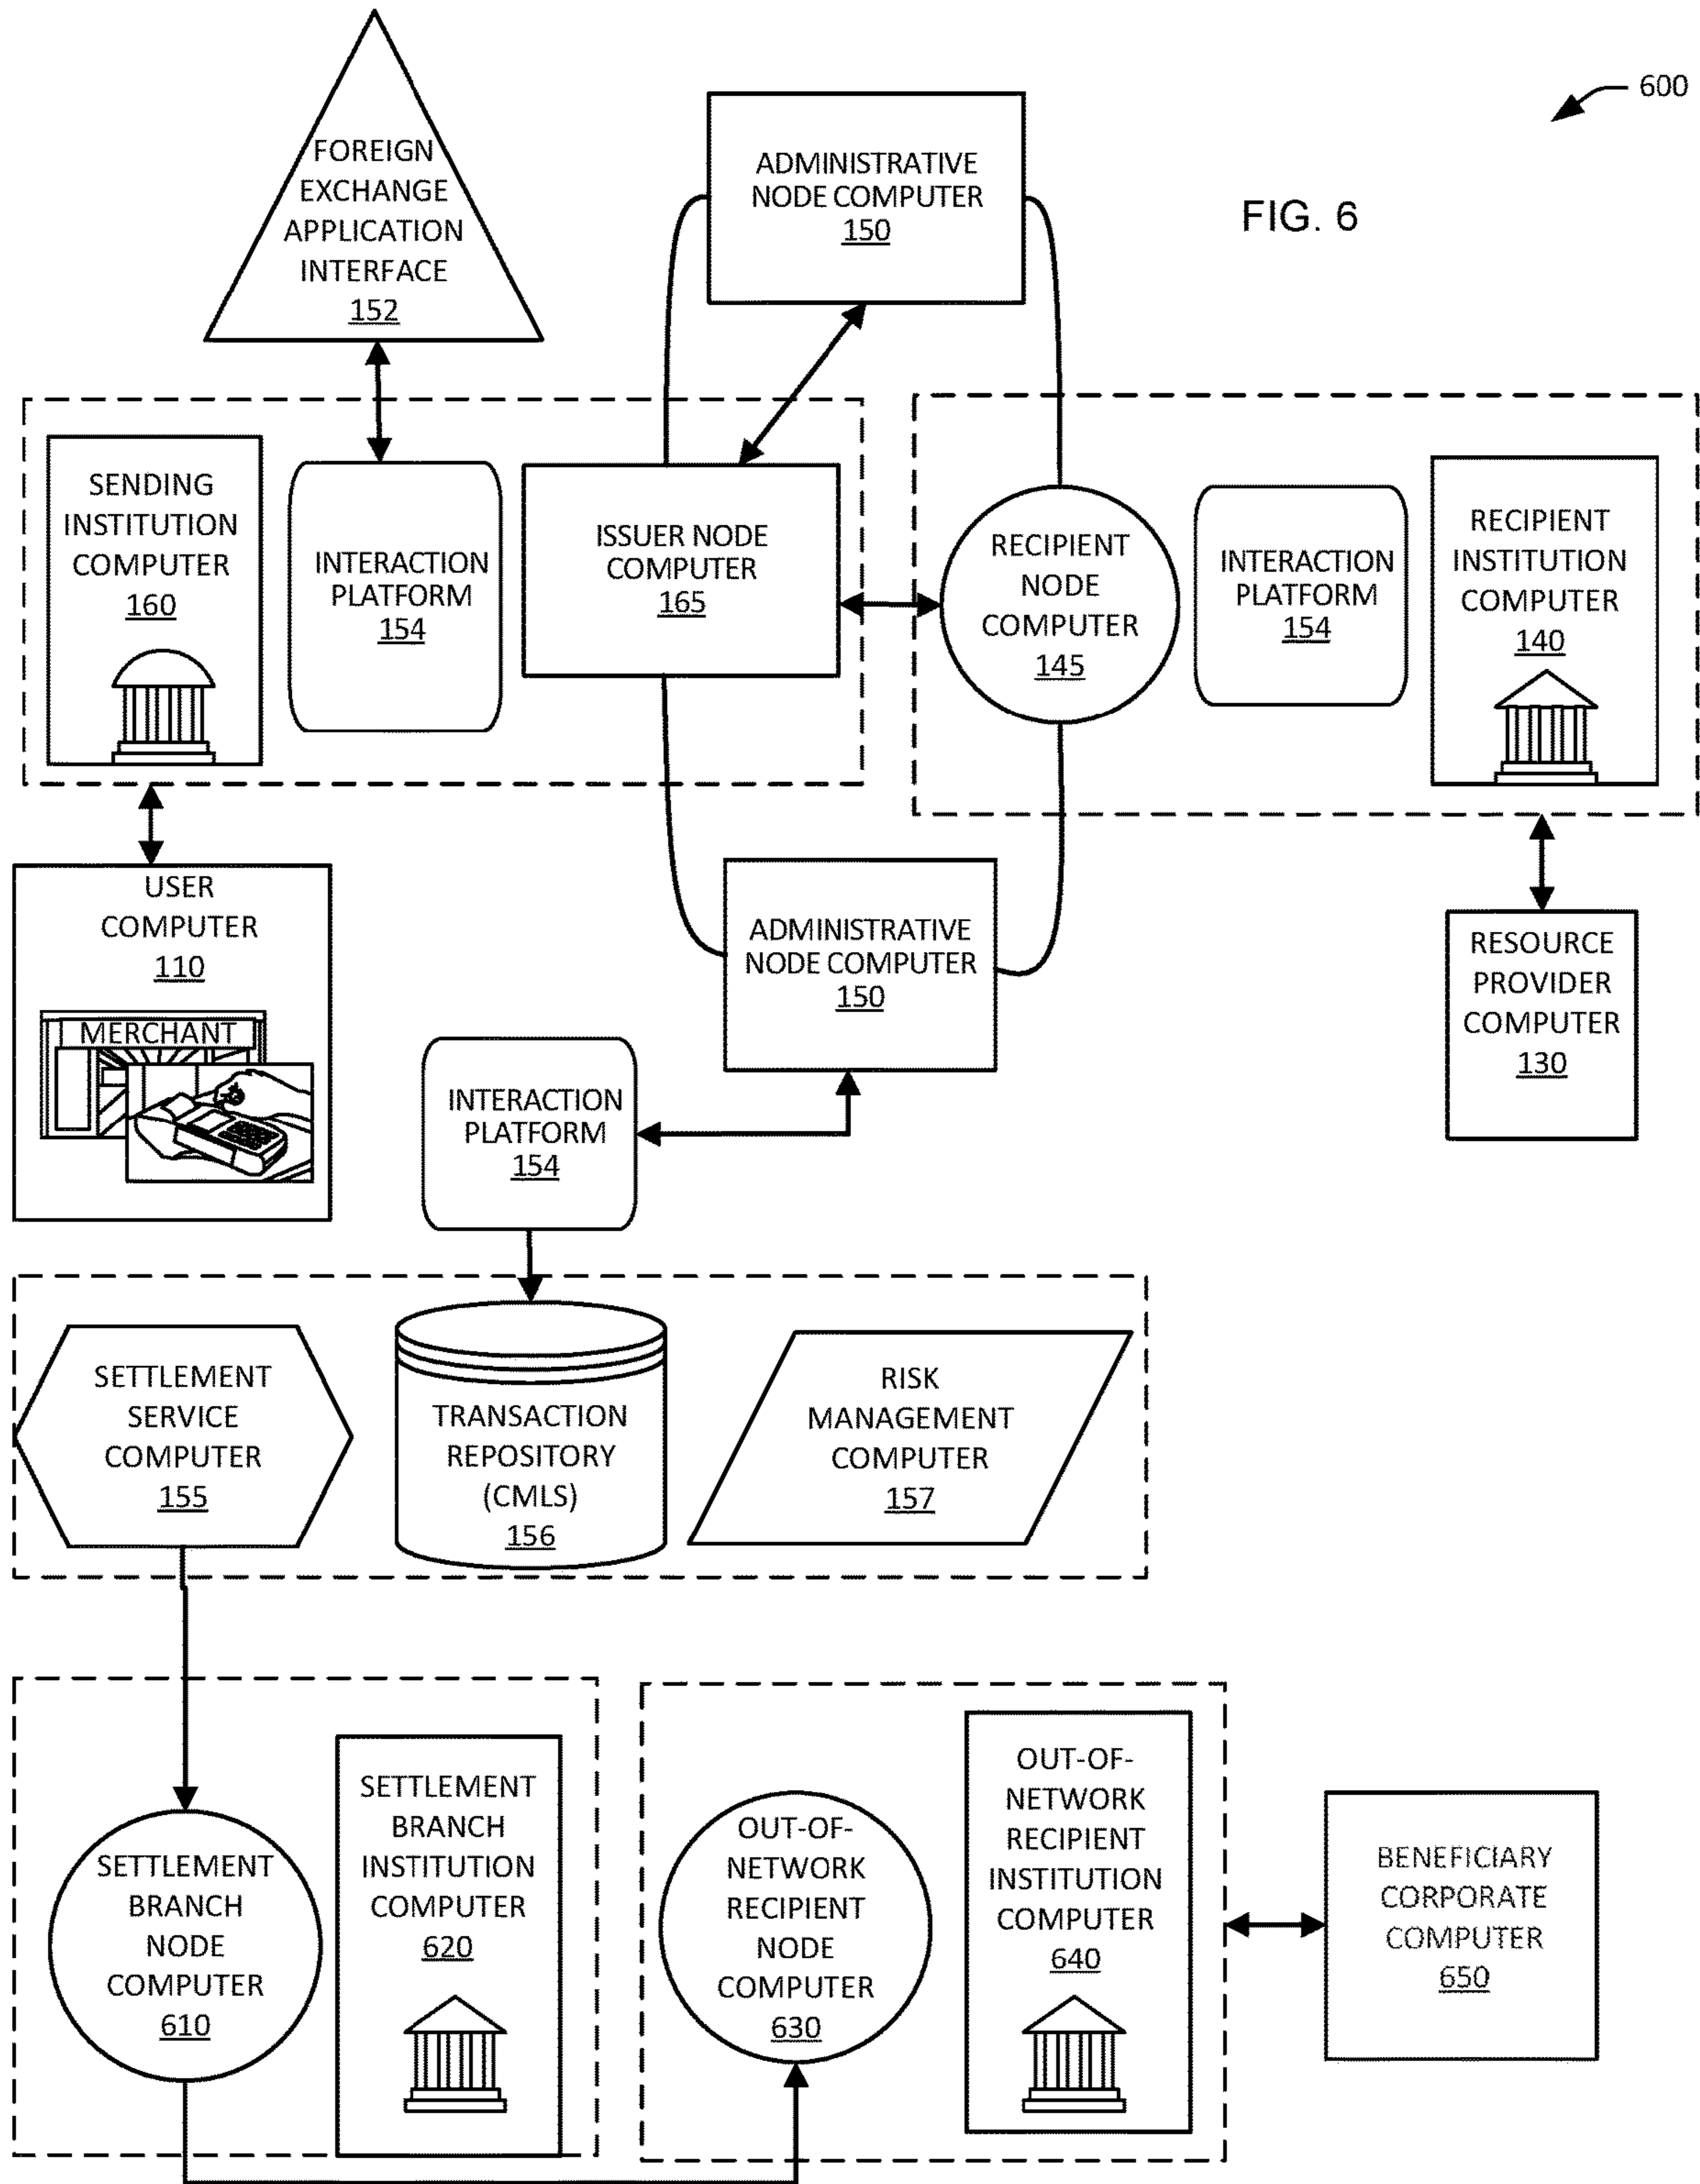 600
FIG. 6
FOREIGN
EXCHANGE
APPLICATION
INTERFACE
152
ADMINISTRATIVE
NODE COMPUTER
150
SENDING
INSTITUTION
COMPUTER
160
INTERACTION
PLATFORM
154
ISSUER NODE
COMPUTER
165
RECIPIENT
NODE
COMPUTER
145
INTERACTION
PLATFORM
154
RECIPIENT
INSTITUTION
COMPUTER
140
USER
COMPUTER
110
MERCHANT
ADMINISTRATIVE
NODE COMPUTER
150
RESOURCE
PROVIDER
COMPUTER
130
INTERACTION
PLATFORM
154
SETTLEMENT
SERVICE
COMPUTER
155
TRANSACTION
REPOSITORY
(CMLS)
156
RISK
MANAGEMENT
COMPUTER
157
SETTLEMENT
BRANCH
NODE
COMPUTER
610
SETTLEMENT
BRANCH
INSTITUTION
COMPUTER
620
OUT-OF-
NETWORK
RECIPIENT
NODE
COMPUTER
630
OUT-OF-
NETWORK
RECIPIENT
INSTITUTION
COMPUTER
640
BENEFICIARY
CORPORATE
COMPUTER
650